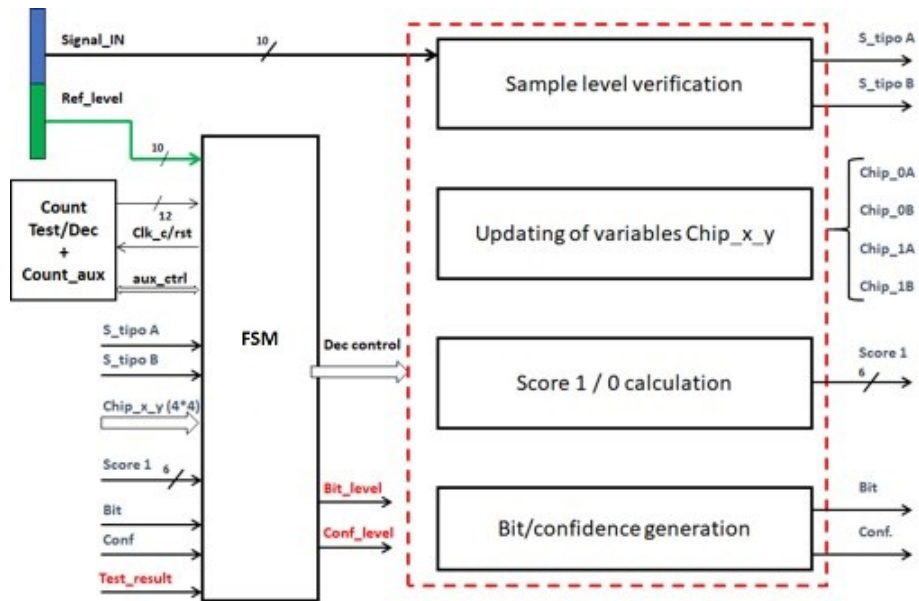 Signal_IN
10
Ref_level
10
Count
Test/Dec
+
Count_aux
12
Clk_c/rst
aux_ctrl
S_tipo A
S_tipo B
Chip_x_y (4*4)
Score 1
6
Bit
Conf
Test_result
FSM
Dec control
Bit_level
Conf_level
Sample level verification
S_tipo A
S_tipo B
Updating of variables Chip_x_y
Chip_0A
Chip_0B
Chip_1A
Chip_1B
Score 1 / 0 calculation
Score 1
6
Bit/confidence generation
Bit
Conf.